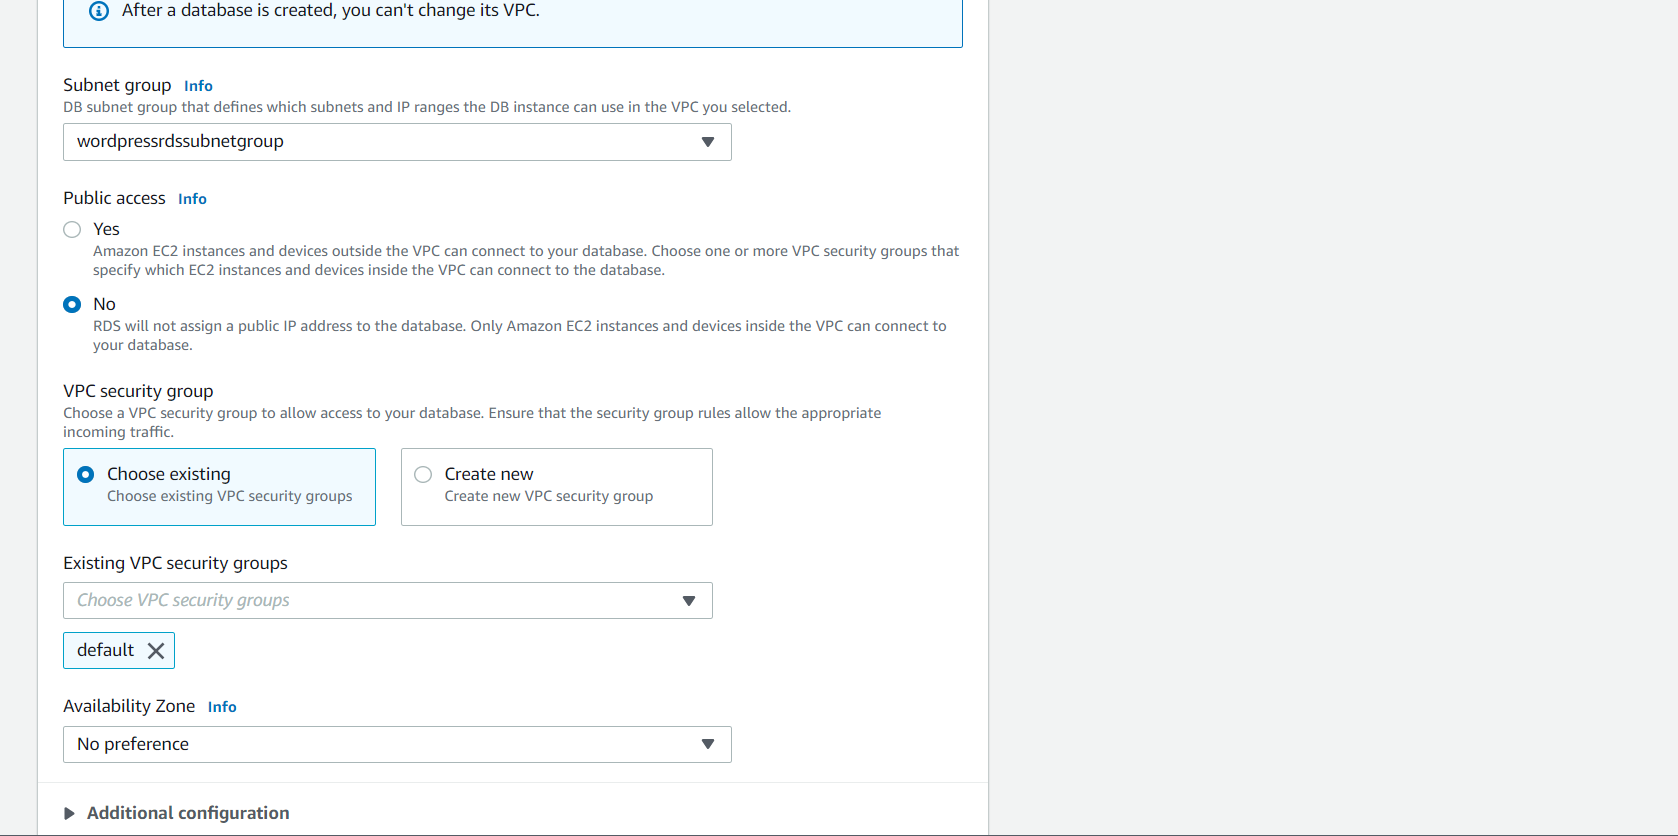 After a database is created, you can't change its VPC.
Subnet group Info
DB subnet group that defines which subnets and IP ranges the DB instance can use in the VPC you selected.
wordpressrdssubnetgroup
Public access Info
Yes
Amazon EC2 instances and devices outside the VPC can connect to your database. Choose one or more VPC security groups that
specify which EC2 instances and devices inside the VPC can connect to the database.
No
RDS will not assign a public IP address to the database. Only Amazon EC2 instances and devices inside the VPC can connect to
your database.
VPC security group
Choose a VPC security group to allow access to your database. Ensure that the security group rules allow the appropriate
incoming traffic.
Choose existing
Choose existing VPC security groups
Create new
Create new VPC security group
Existing VPC security groups
Choose VPC security groups
default
Availability Zone Info
No preference
Additional configuration